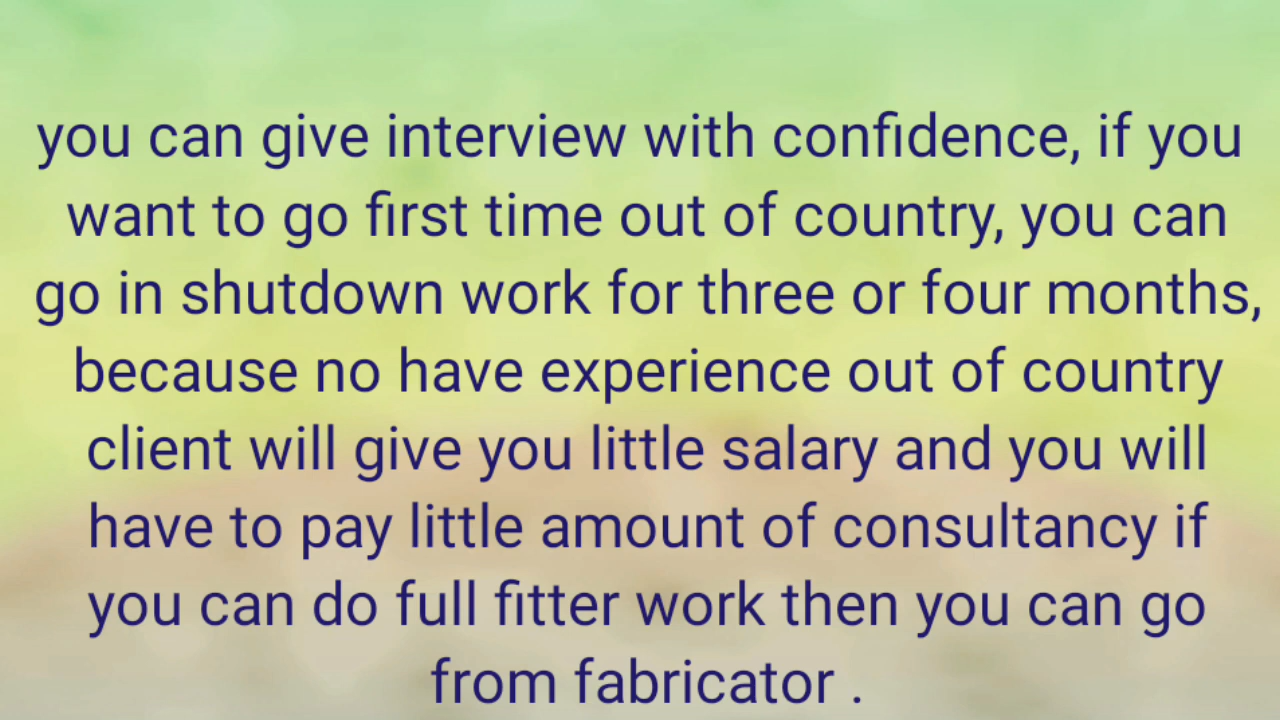 you can give interview with confidence, if you
want to go first time out of country, you can
go in shutdown work for three or four months,
because no have experience out of country
client will give you little salary and you will
have to pay little amount of consultancy if
you can do full fitter work then you can go
from fabricator .